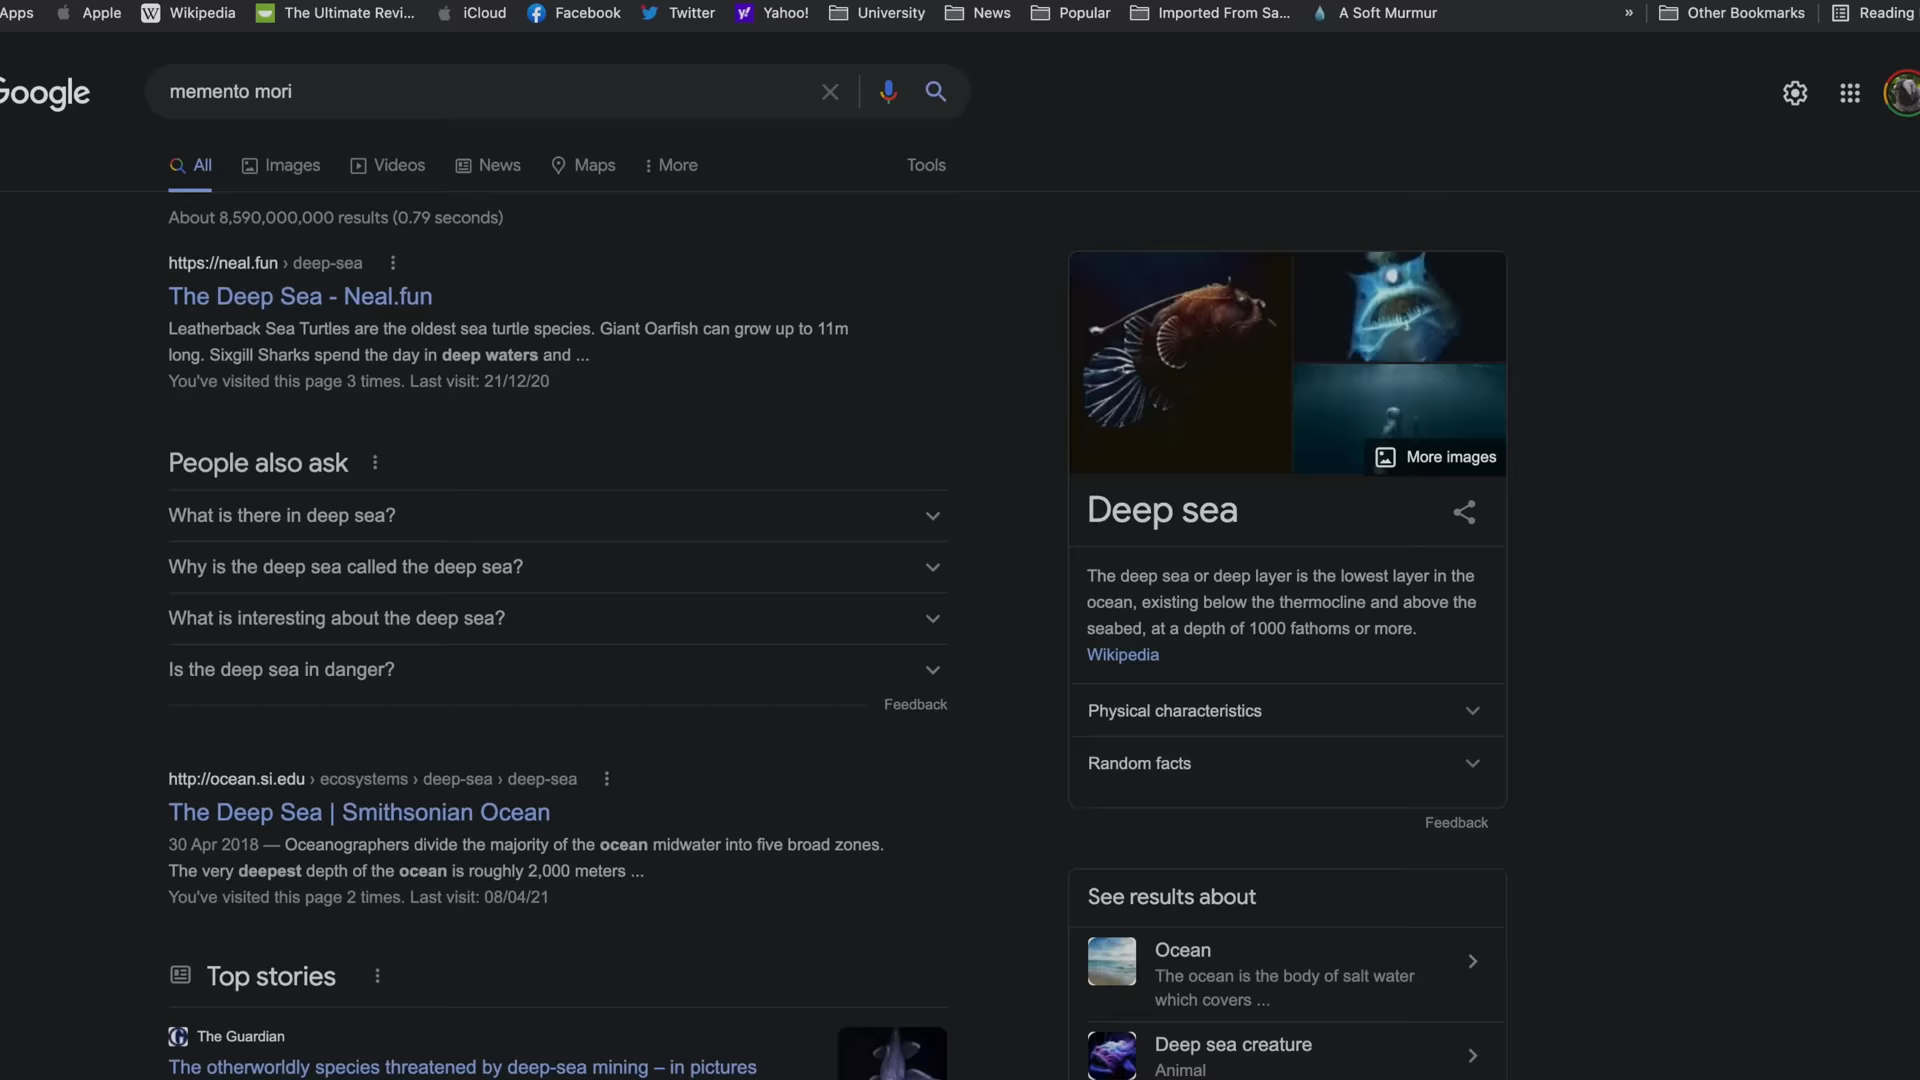 Apps Apple Wikipedia The Ultimate Revi... iCloud Facebook Twitter Yahoo! University News Popular Imported From Sa... A Soft Murmur » Other Bookmarks Reading
Google
memento mori
All Images Videos News Maps More Tools
About 8,590,000,000 results (0.79 seconds)
https://neal.fun › deep-sea
The Deep Sea - Neal.fun
Leatherback Sea Turtles are the oldest sea turtle species. Giant Oarfish can grow up to 11m
long. Sixgill Sharks spend the day in deep waters and ...
You've visited this page 3 times. Last visit: 21/12/20
People also ask
What is there in deep sea?
Why is the deep sea called the deep sea?
What is interesting about the deep sea?
Is the deep sea in danger?
Feedback
http://ocean.si.edu › ecosystems › deep-sea › deep-sea
The Deep Sea | Smithsonian Ocean
30 Apr 2018 — Oceanographers divide the majority of the ocean midwater into five broad zones.
The very deepest depth of the ocean is roughly 2,000 meters ...
You've visited this page 2 times. Last visit: 08/04/21
Top stories
The Guardian
The otherworldly species threatened by deep-sea mining – in pictures
More images
Deep sea
The deep sea or deep layer is the lowest layer in the
ocean, existing below the thermocline and above the
seabed, at a depth of 1000 fathoms or more.
Wikipedia
Physical characteristics
Random facts
Feedback
See results about
Ocean
The ocean is the body of salt water
which covers ...
Deep sea creature
Animal